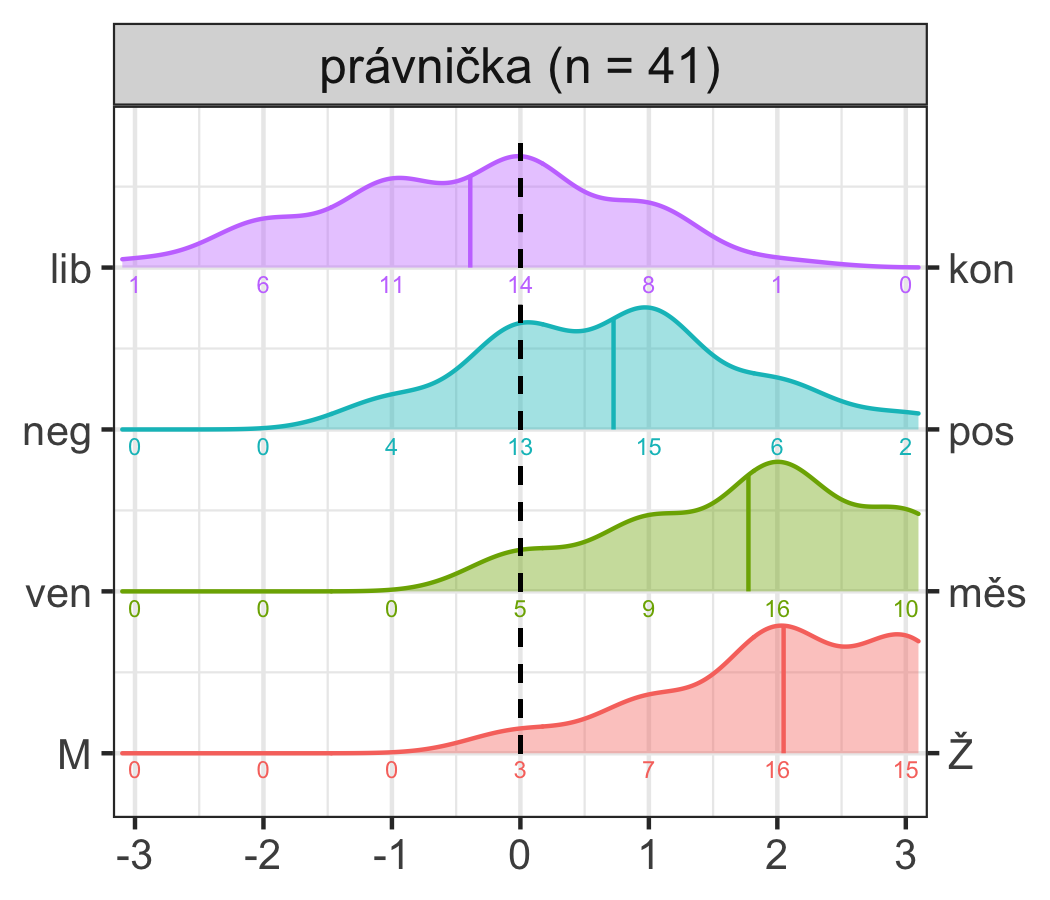 právnička (n = 41)
lib kon
1 6 11 14 8 1 0
neg pos
0 0 4 13 15 6 2
ven měs
0 0 0 5 9 16 10
M Ž
0 0 0 3 7 16 15
-3 -2 -1 0 1 2 3